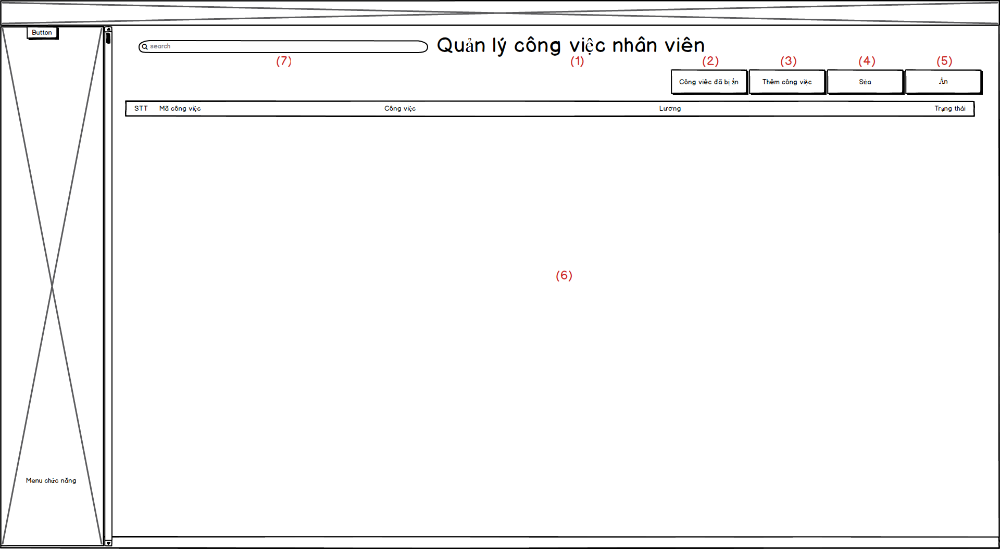 Button
search
Quản lý công việc nhân viên
(7)
(1)
(2)
(3)
(4)
(5)
Công viêc đã bị ẩn
Thêm công việc
Sửa
Ẩn
STT Mã công việc Công việc Lương Trạng thái
(6)
Menu chức năng